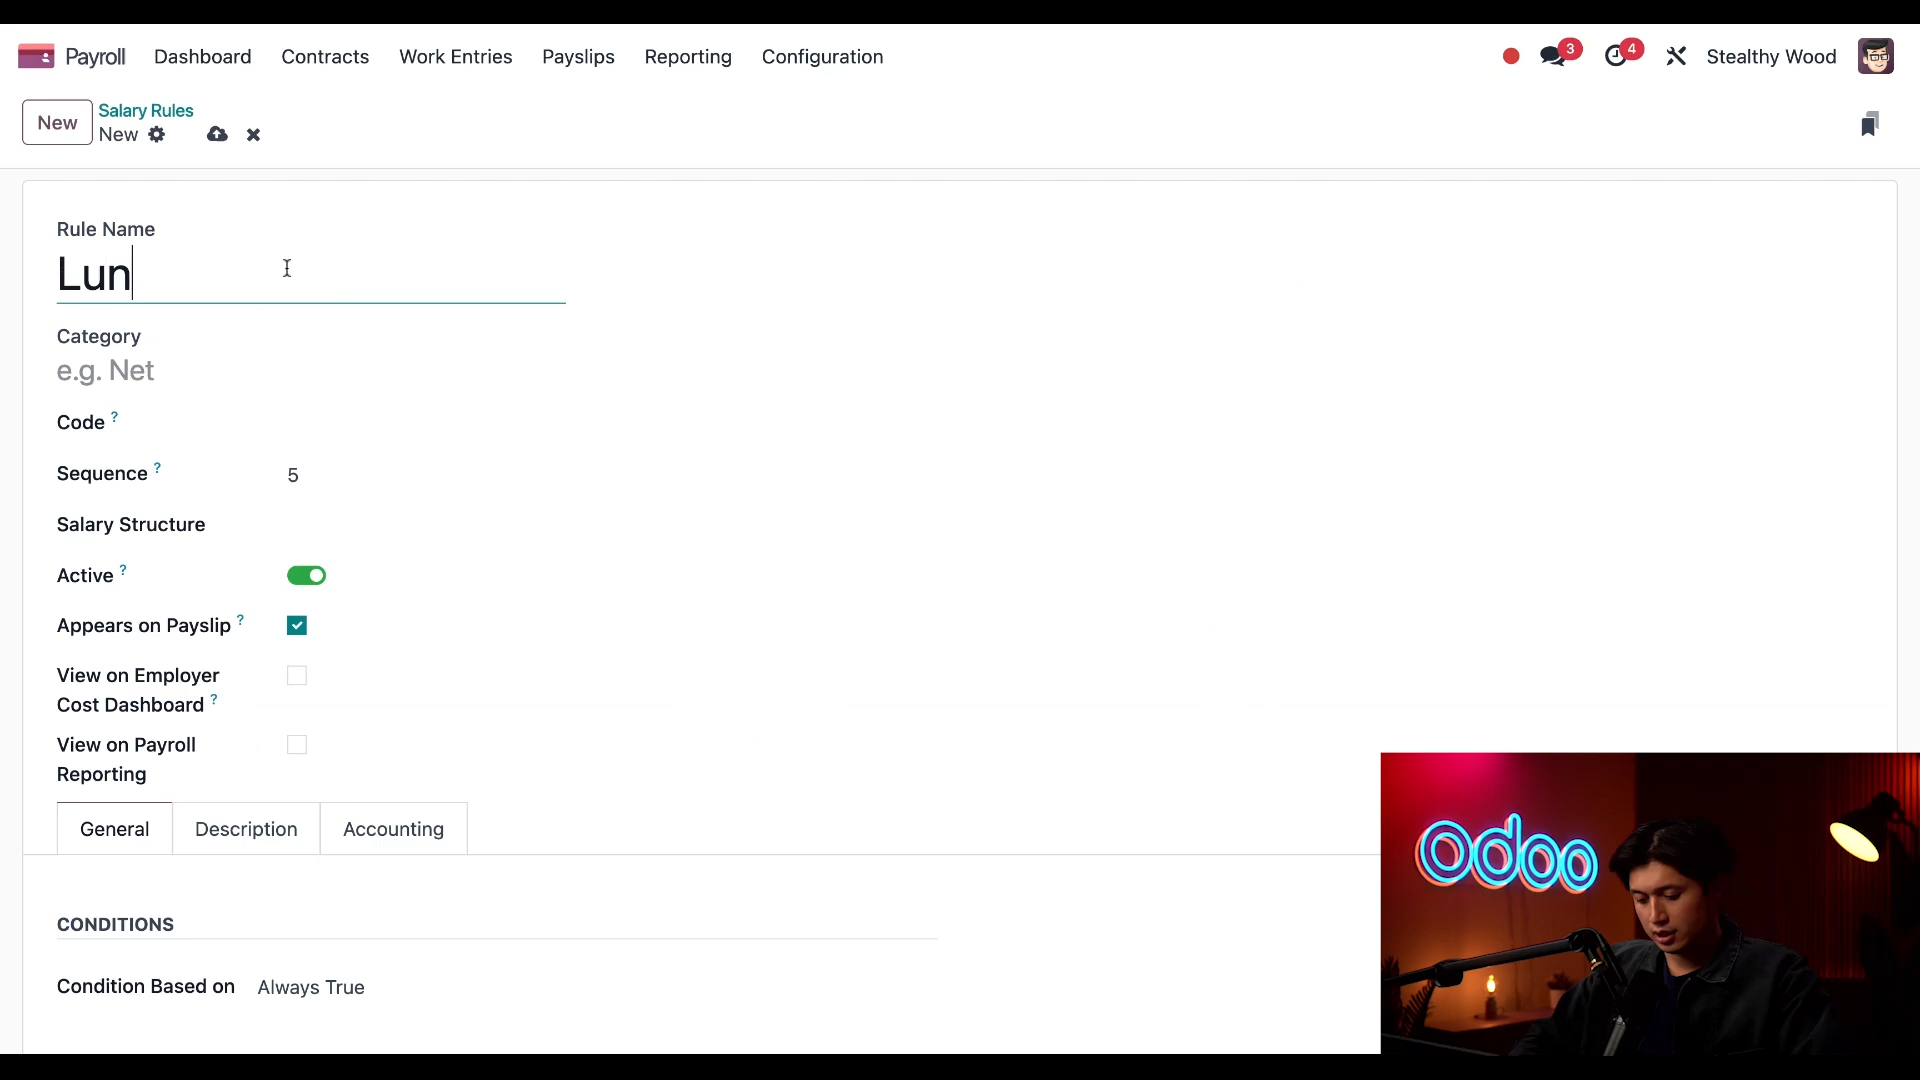 Payroll Dashboard Contracts Work Entries Payslips Reporting Configuration 3 4 Stealthy Wood
New Salary Rules
New
Rule Name
Lun
Category
e.g. Net
Code ?
Sequence ? 5
Salary Structure
Active ?
Appears on Payslip ?
View on Employer
Cost Dashboard ?
View on Payroll
Reporting
General Description Accounting
odoo
CONDITIONS
Condition Based on Always True